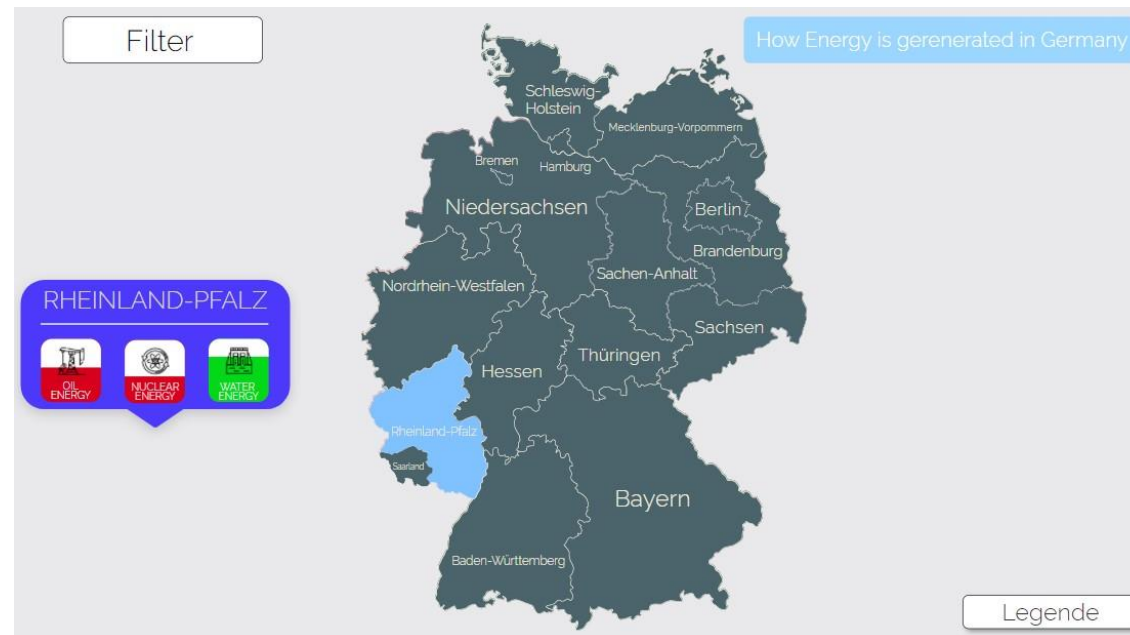 Filter
How Energy is gerenerated in Germany
Schleswig-
Holstein
Mecklenburg-Vorpommern
Bremen
Hamburg
Niedersachsen
Berlin
Brandenburg
Sachen-Anhalt
Nordrhein-Westfalen
RHEINLAND-PFALZ
OIL
ENERGY
NUCLEAR
ENERGY
WATER
ENERGY
Sachsen
Thüringen
Hessen
Rheinland-Pfalz
Saarland
Bayern
Baden-Württemberg
Legende